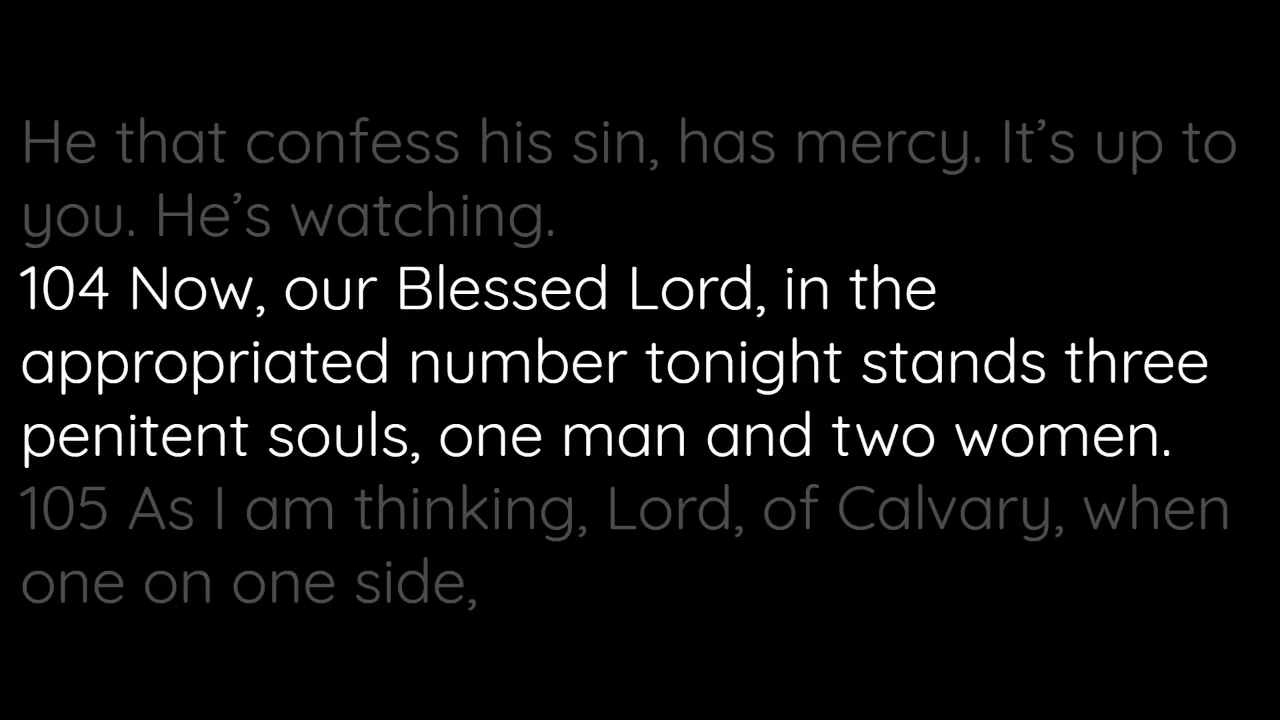 He that confess his sin, has mercy. It’s up to
you. He’s watching.
104 Now, our Blessed Lord, in the
appropriated number tonight stands three
penitent souls, one man and two women.
105 As I am thinking, Lord, of Calvary, when
one on one side,